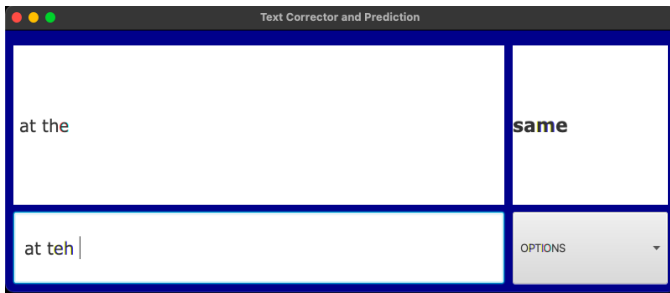 Text Corrector and Prediction
at the
same
at teh
OPTIONS